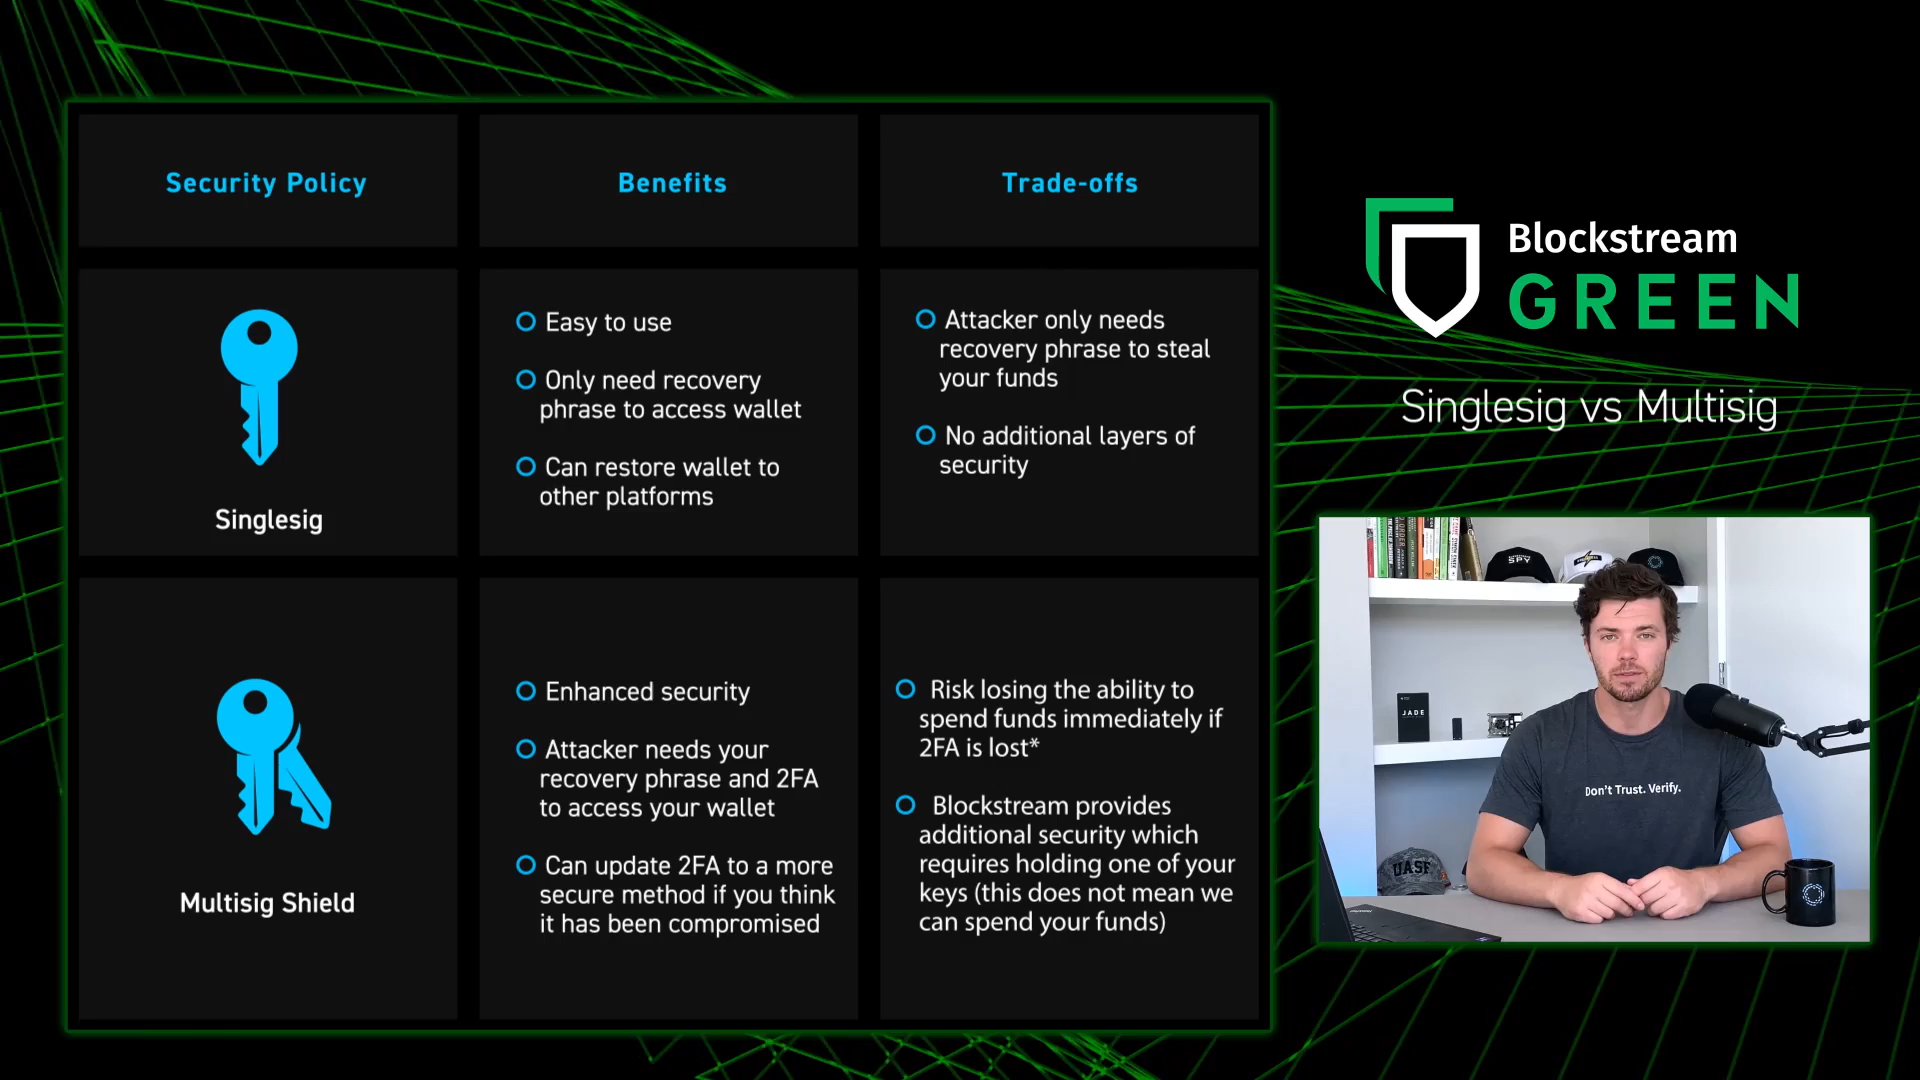 Security Policy
Benefits
Trade-offs
Singlesig
Easy to use
Only need recovery
phrase to access wallet
Can restore wallet to
other platforms
Attacker only needs
recovery phrase to steal
your funds
No additional layers of
security
Multisig Shield
Enhanced security
Attacker needs your
recovery phrase and 2FA
to access your wallet
Can update 2FA to a more
secure method if you think
it has been compromised
Risk losing the ability to
spend funds immediately if
2FA is lost*
Blockstream provides
additional security which
requires holding one of your
keys (this does not mean we
can spend your funds)
Blockstream
GREEN
Singlesig vs Multisig
SPY
JADE
Don't Trust. Verify.
UASF